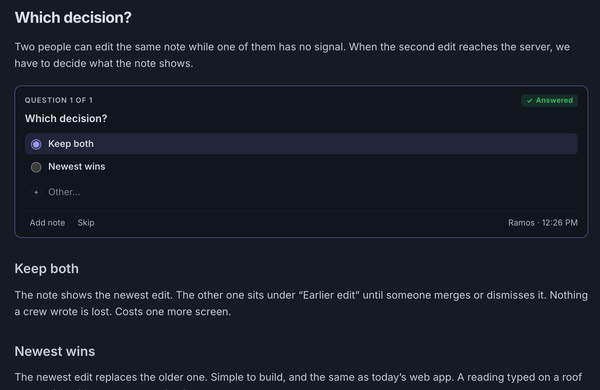 Which decision?
Two people can edit the same note while one of them has no signal. When the second edit reaches the server, we
have to decide what the note shows.
QUESTION 1 OF 1
✓ Answered
Which decision?
Keep both
Newest wins
+ Other...
Add note Skip
Ramos · 12:26 PM
Keep both
The note shows the newest edit. The other one sits under “Earlier edit” until someone merges or dismisses it. Nothing
a crew wrote is lost. Costs one more screen.
Newest wins
The newest edit replaces the older one. Simple to build, and the same as today’s web app. A reading typed on a roof